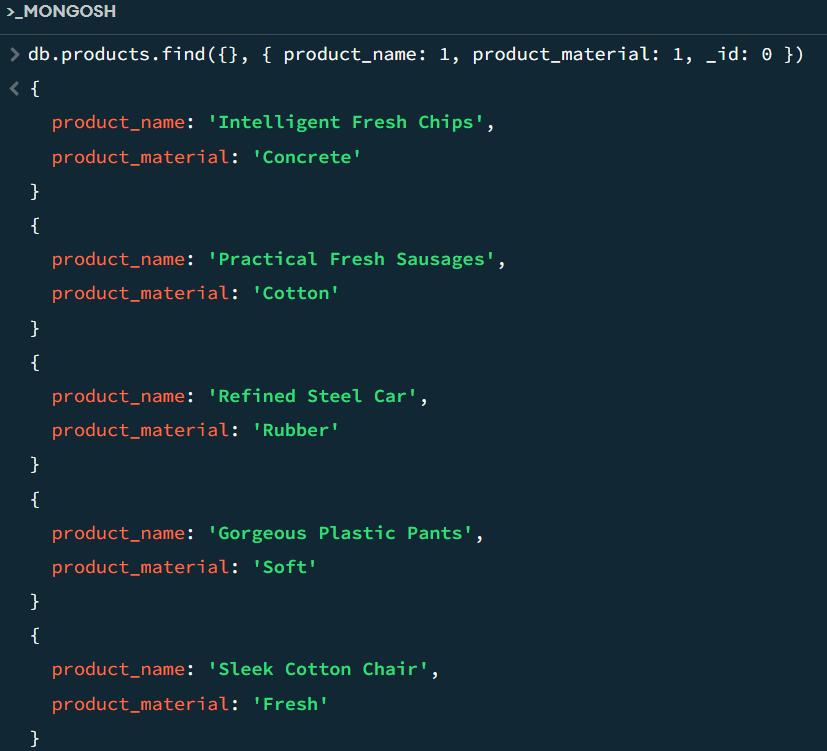 >_MONGOSH
> db.products.find({}, { product_name: 1, product_material: 1, _id: 0 })
< {
product_name: 'Intelligent Fresh Chips',
product_material: 'Concrete'
}
{
product_name: 'Practical Fresh Sausages',
product_material: 'Cotton'
}
{
product_name: 'Refined Steel Car',
product_material: 'Rubber'
}
{
product_name: 'Gorgeous Plastic Pants',
product_material: 'Soft'
}
{
product_name: 'Sleek Cotton Chair',
product_material: 'Fresh'
}